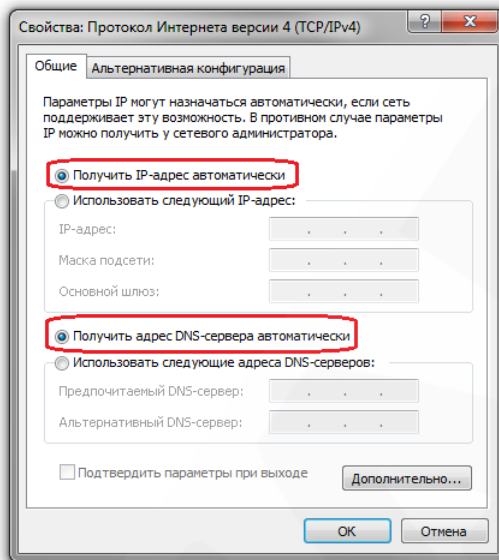 Свойства: Протокол Интернета версии 4 (TCP/IPv4)
Общие
Альтернативная конфигурация
Параметры IP могут назначаться автоматически, если сеть
поддерживает эту возможность. В противном случае параметры
IP можно получить у сетевого администратора.
Получить IP-адрес автоматически
Использовать следующий IP-адрес:
IP-адрес:
Маска подсети:
Основной шлюз:
Получить адрес DNS-сервера автоматически
Использовать следующие адреса DNS-серверов:
Предпочитаемый DNS-сервер:
Альтернативный DNS-сервер:
Подтвердить параметры при выходе
Дополнительно...
ОК
Отмена